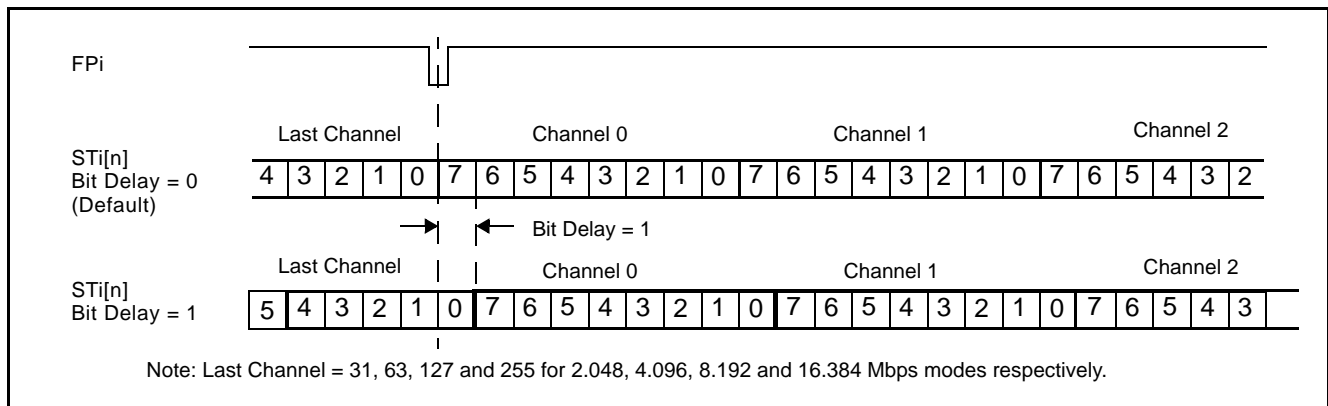 FPi
Last Channel Channel 0 Channel 1 Channel 2
STi[n]
Bit Delay = 0
(Default)
4 3 2 1 0 7 6 5 4 3 2 1 0 7 6 5 4 3 2 1 0 7 6 5 4 3 2
Bit Delay = 1
Last Channel Channel 0 Channel 1 Channel 2
STi[n]
Bit Delay = 1
5 4 3 2 1 0 7 6 5 4 3 2 1 0 7 6 5 4 3 2 1 0 7 6 5 4 3
Note: Last Channel = 31, 63, 127 and 255 for 2.048, 4.096, 8.192 and 16.384 Mbps modes respectively.